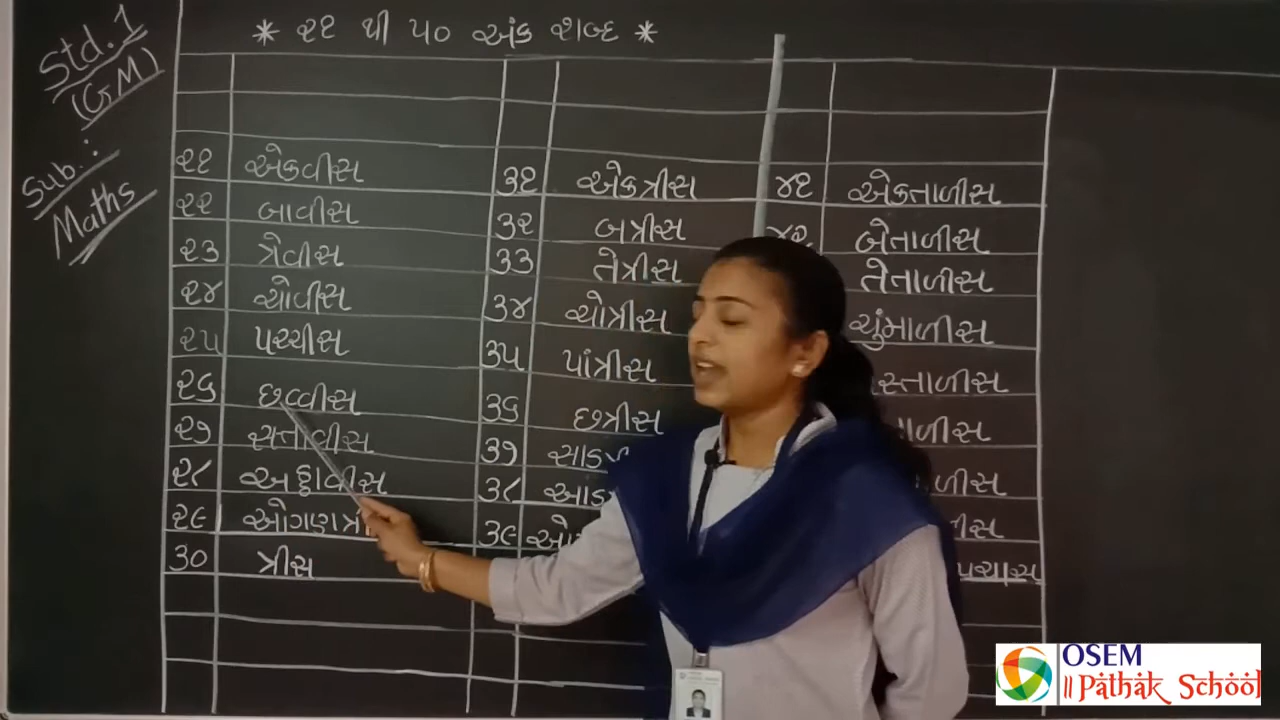 Std. 1
(GM)
Sub. :
Maths
* ૨૧ થી ૫૦ અંક શબ્દ *
૨૧ એકવીસ ૩૧ એકત્રીસ ૪૧ એકતાળીસ
૨૨ બાવીસ ૩૨ બત્રીસ ૪૨ બેતાળીસ
૨૩ ત્રેવીસ ૩૩ તેત્રીસ તેતાળીસ
૨૪ ચોવીસ ૩૪ ચોત્રીસ ચુંમાળીસ
૨૫ પચ્ચીસ ૩૫ પાંત્રીસ
૨૬ છવ્વીસ ૩૬ છત્રીસ
૨૭ સત્તાવીસ ૩૭
૨૮ અઠ્ઠાવીસ ૩૮
૨૯ ૩૯
૩૦ ત્રીસ
OSEM
॥ Pathak School